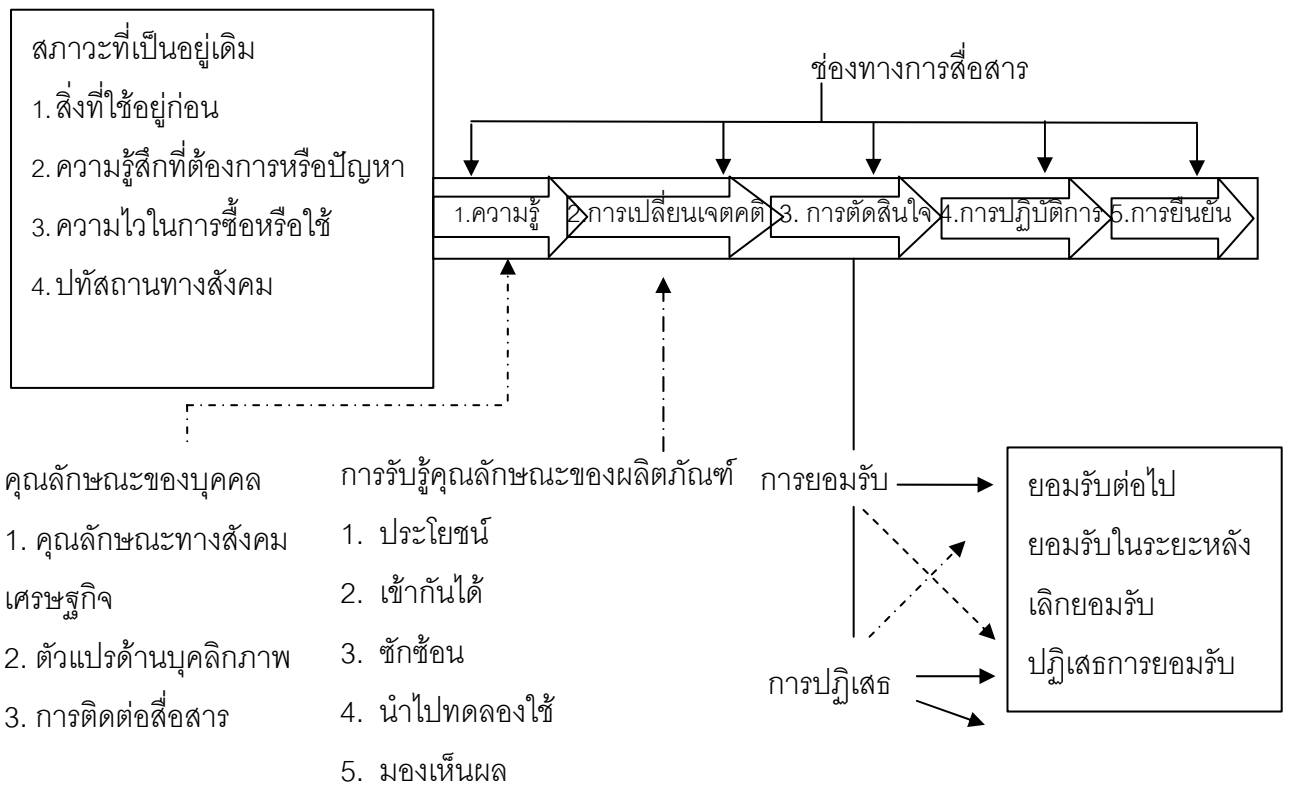 สภาวะที่เป็นอยู่เดิม
1. สิ่งที่ใช้อยู่ก่อน
2. ความรู้สึกที่ต้องการหรือปัญหา
3. ความไวในการซื้อหรือใช้
4. ปทัสถานทางสังคม
ช่องทางการสื่อสาร
1.ความรู้
2.การเปลี่ยนเจตคติ
3. การตัดสินใจ
4.การปฏิบัติการ
5.การยืนยัน
คุณลักษณะของบุคคล
1. คุณลักษณะทางสังคม
เศรษฐกิจ
2. ตัวแปรด้านบุคลิกภาพ
3. การติดต่อสื่อสาร
การรับรู้คุณลักษณะของผลิตภัณฑ์
1. ประโยชน์
2. เข้ากันได้
3. ซักซ้อน
4. นำไปทดลองใช้
5. มองเห็นผล
การยอมรับ
การปฏิเสธ
ยอมรับต่อไป
ยอมรับในระยะหลัง
เลิกยอมรับ
ปฏิเสธการยอมรับ